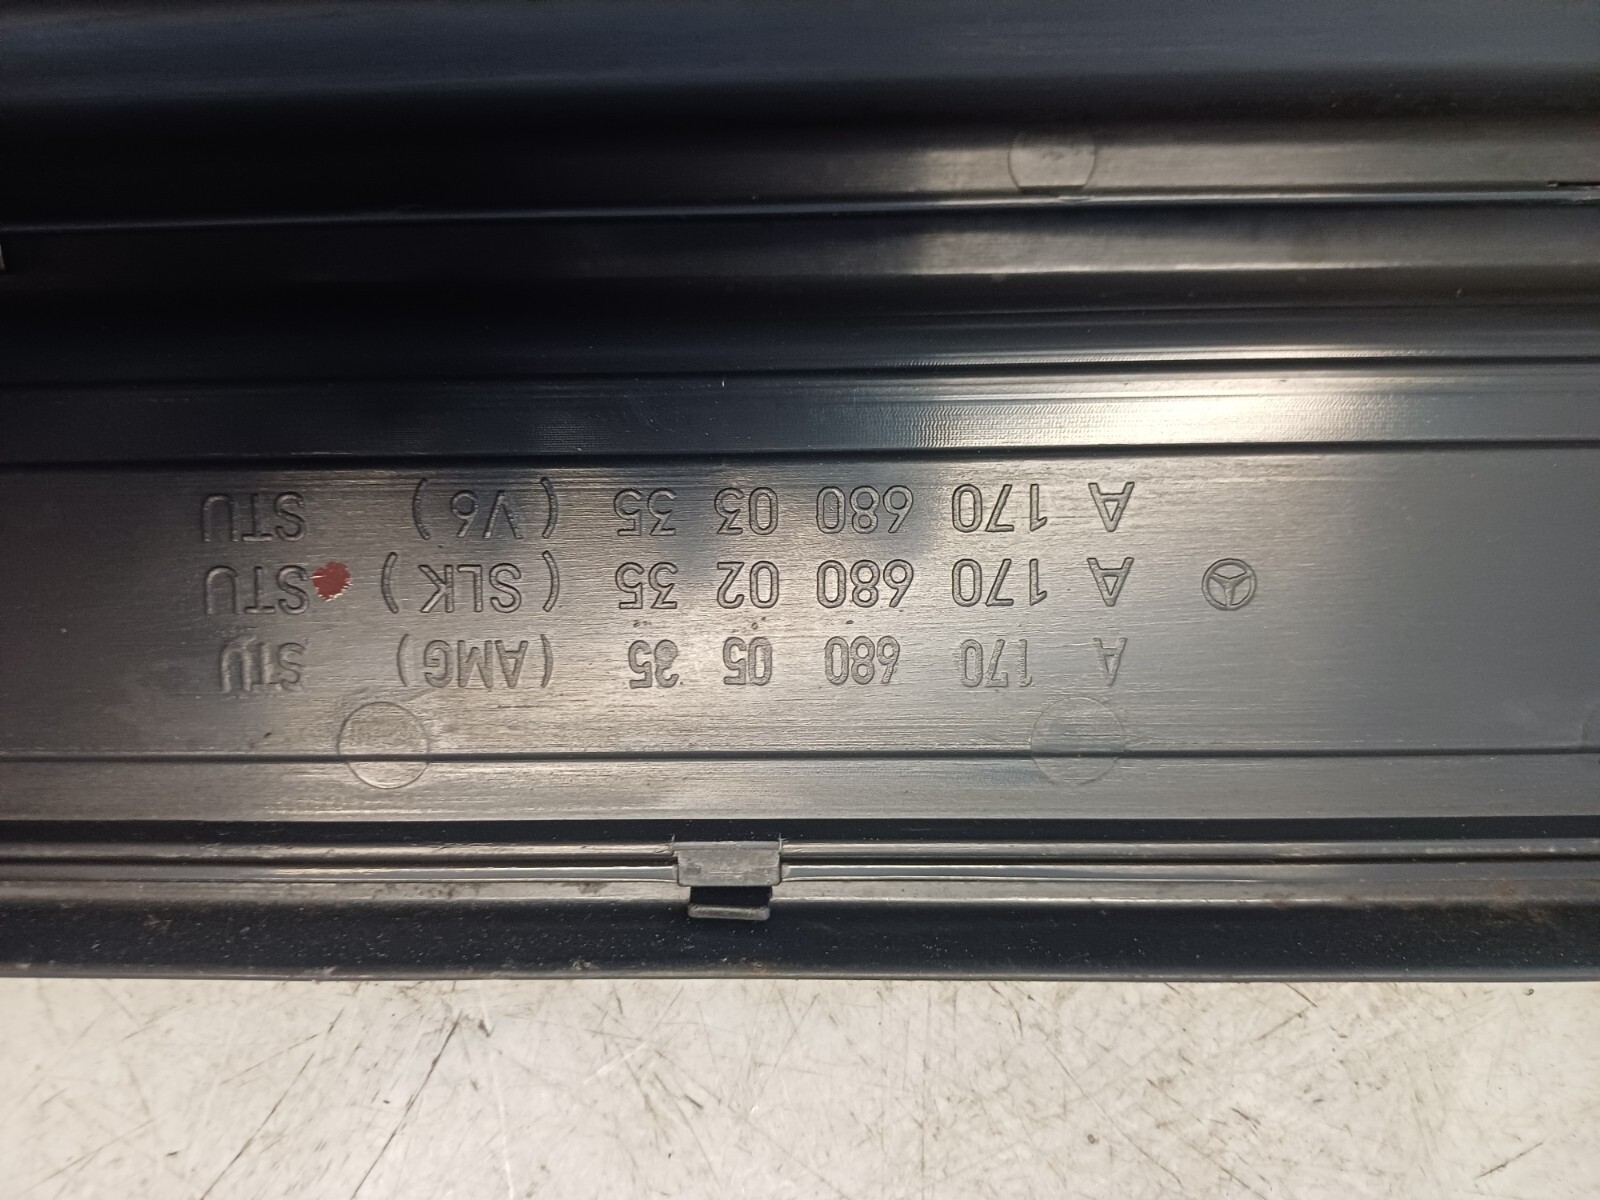 A 170 680 05 35 (AMG) STU
A 170 680 02 35 (SLK) STU
A 170 680 03 35 (V6) STU